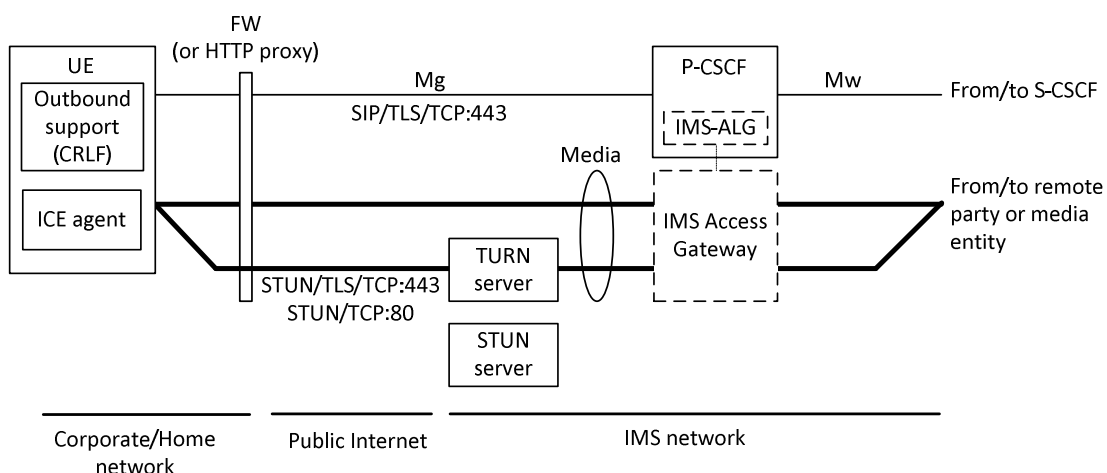 FW
(or HTTP proxy)
UE
Outbound
support
(CRLF)
ICE agent
Mg
SIP/TLS/TCP:443
P-CSCF
IMS-ALG
Mw
From/to S-CSCF
Media
IMS Access
Gateway
From/to remote
party or media
entity
TURN
server
STUN/TLS/TCP:443
STUN/TCP:80
STUN
server
Corporate/Home
network
Public Internet
IMS network